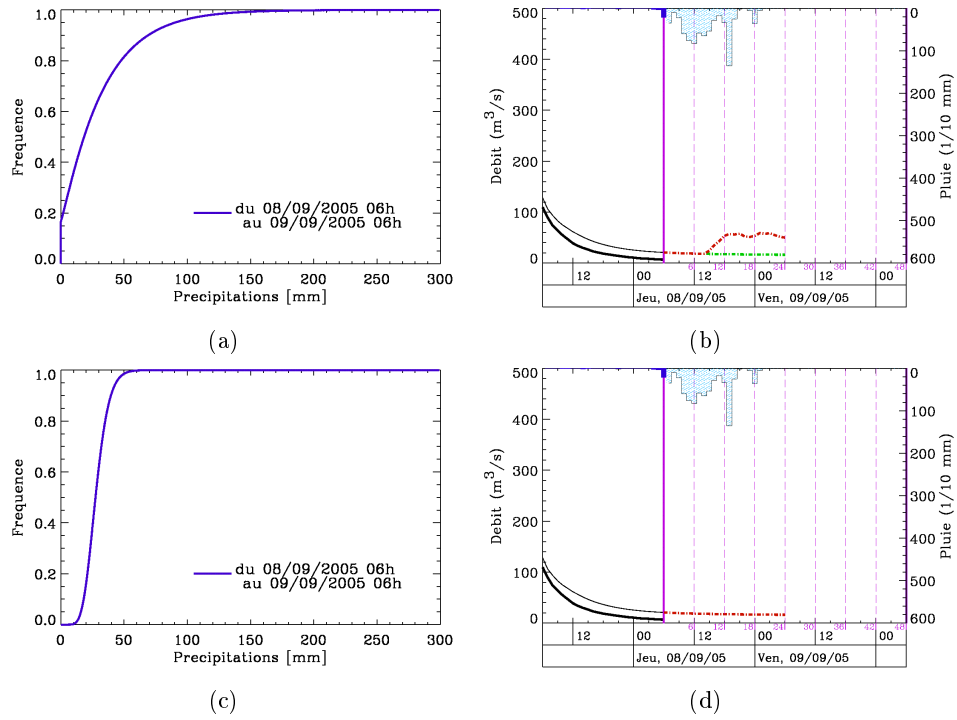 1.0
0.8
0.6
0.4
0.2
0.0
Frequence
du 08/09/2005 06h
au 09/09/2005 06h
0 50 100 150 200 250 300
Precipitations [mm]
(a)
500
400
300
200
100
0
Debit (m³/s)
0
100
200
300
400
500
600
Pluie (1/10 mm)
6 12 18 24 30 36 42 48
12 00 12 00 12 00
Jeu, 08/09/05 Ven, 09/09/05
(b)
1.0
0.8
0.6
0.4
0.2
0.0
Frequence
du 08/09/2005 06h
au 09/09/2005 06h
0 50 100 150 200 250 300
Precipitations [mm]
(c)
500
400
300
200
100
0
Debit (m³/s)
0
100
200
300
400
500
600
Pluie (1/10 mm)
6 12 18 24 30 36 42 48
12 00 12 00 12 00
Jeu, 08/09/05 Ven, 09/09/05
(d)